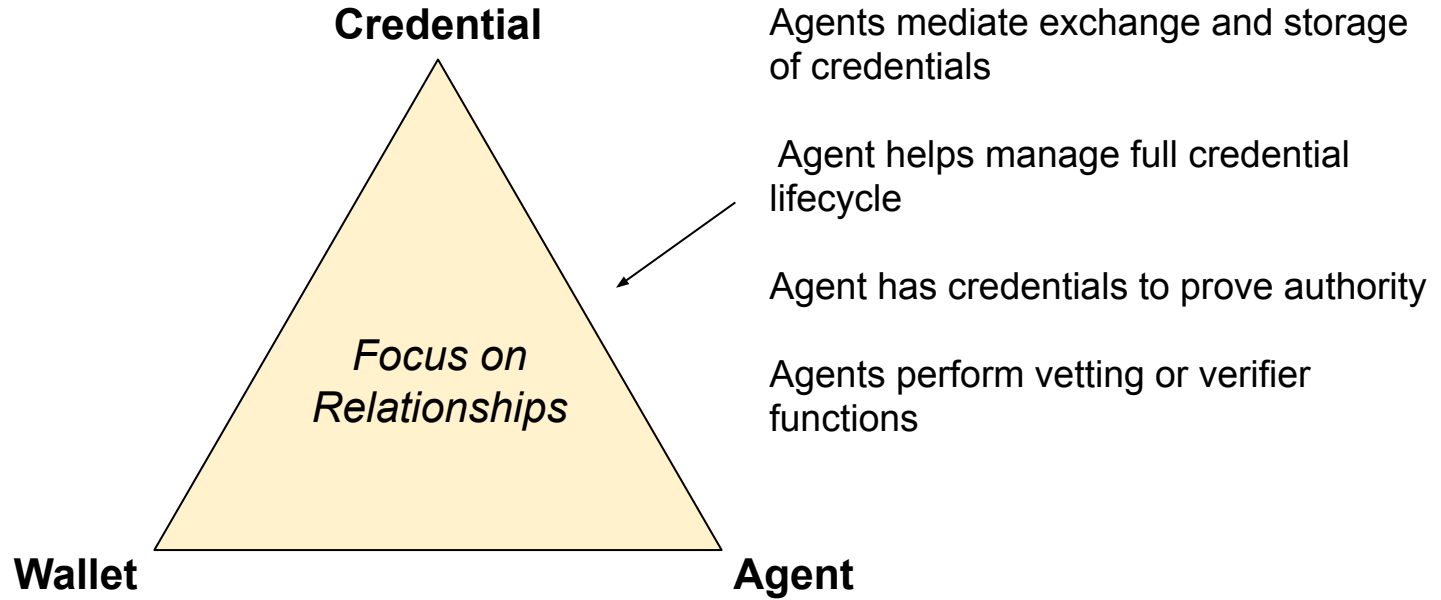 Credential
Agents mediate exchange and storage
of credentials
Agent helps manage full credential
lifecycle
Agent has credentials to prove authority
Agents perform vetting or verifier
functions
Focus on
Relationships
Wallet
Agent